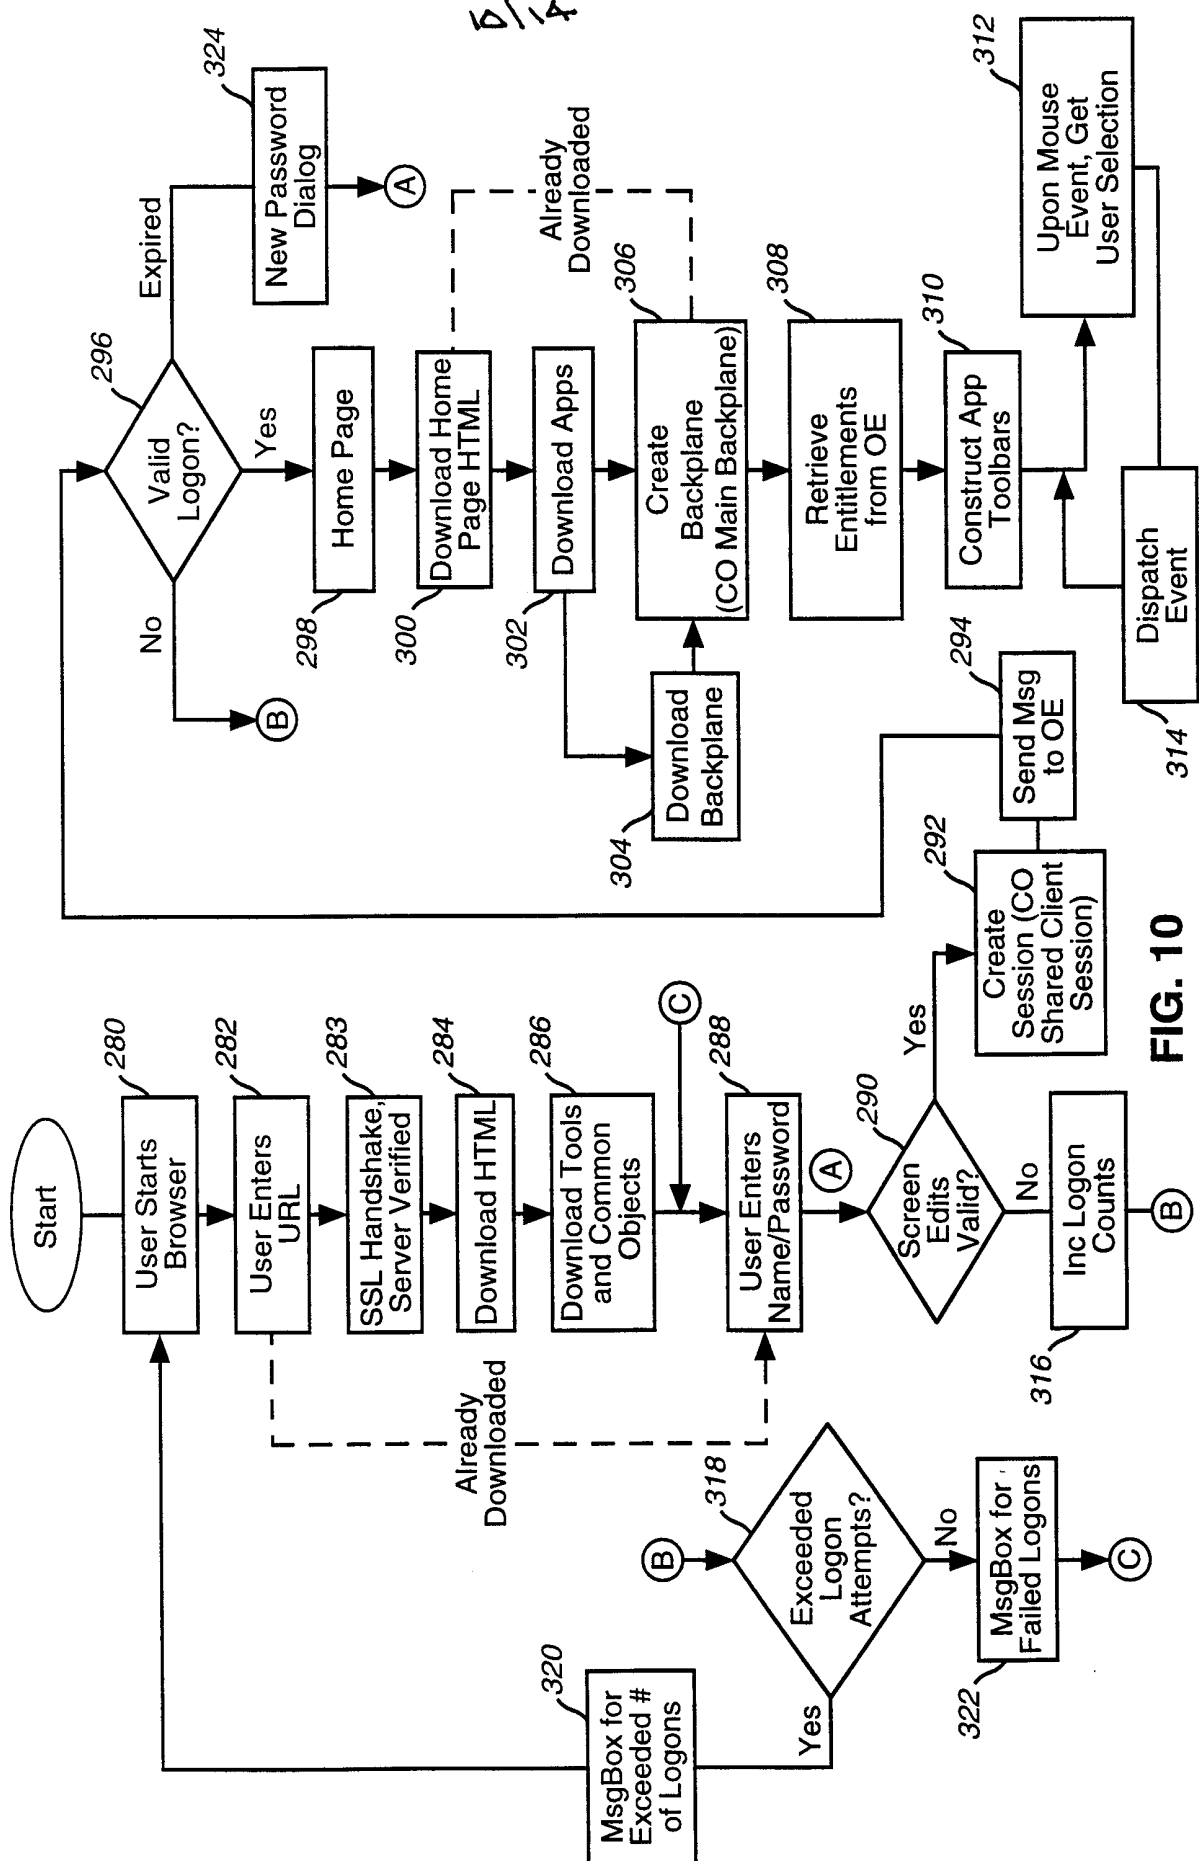 Start
280
User Starts
Browser
282
User Enters
URL
283
SSL Handshake,
Server Verified
284
Download HTML
286
Download Tools
and Common
Objects
C
288
User Enters
Name/Password
Already
Downloaded
A
290
Screen
Edits
Valid?
Yes
No
316
Inc Logon
Counts
B
292
Create
Session (CO
Shared Client
Session)
294
Send Msg
to OE
B
318
Exceeded
Logon
Attempts?
Yes
No
320
MsgBox for
Exceeded #
of Logons
322
MsgBox for
Failed Logons
C
296
Valid
Logon?
No
B
Yes
Expired
324
New Password
Dialog
A
298
Home Page
300
Download Home
Page HTML
302
Download Apps
304
Download
Backplane
Already
Downloaded
306
Create
Backplane
(CO Main Backplane)
308
Retrieve
Entitlements
from OE
310
Construct App
Toolbars
312
Upon Mouse
Event, Get
User Selection
314
Dispatch
Event
FIG. 10
10/14